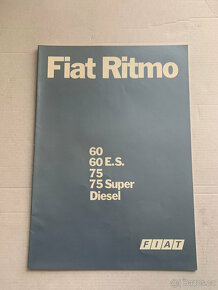 Fiat Ritmo
60
60 E.S.
75
75 Super
Diesel
FIAT